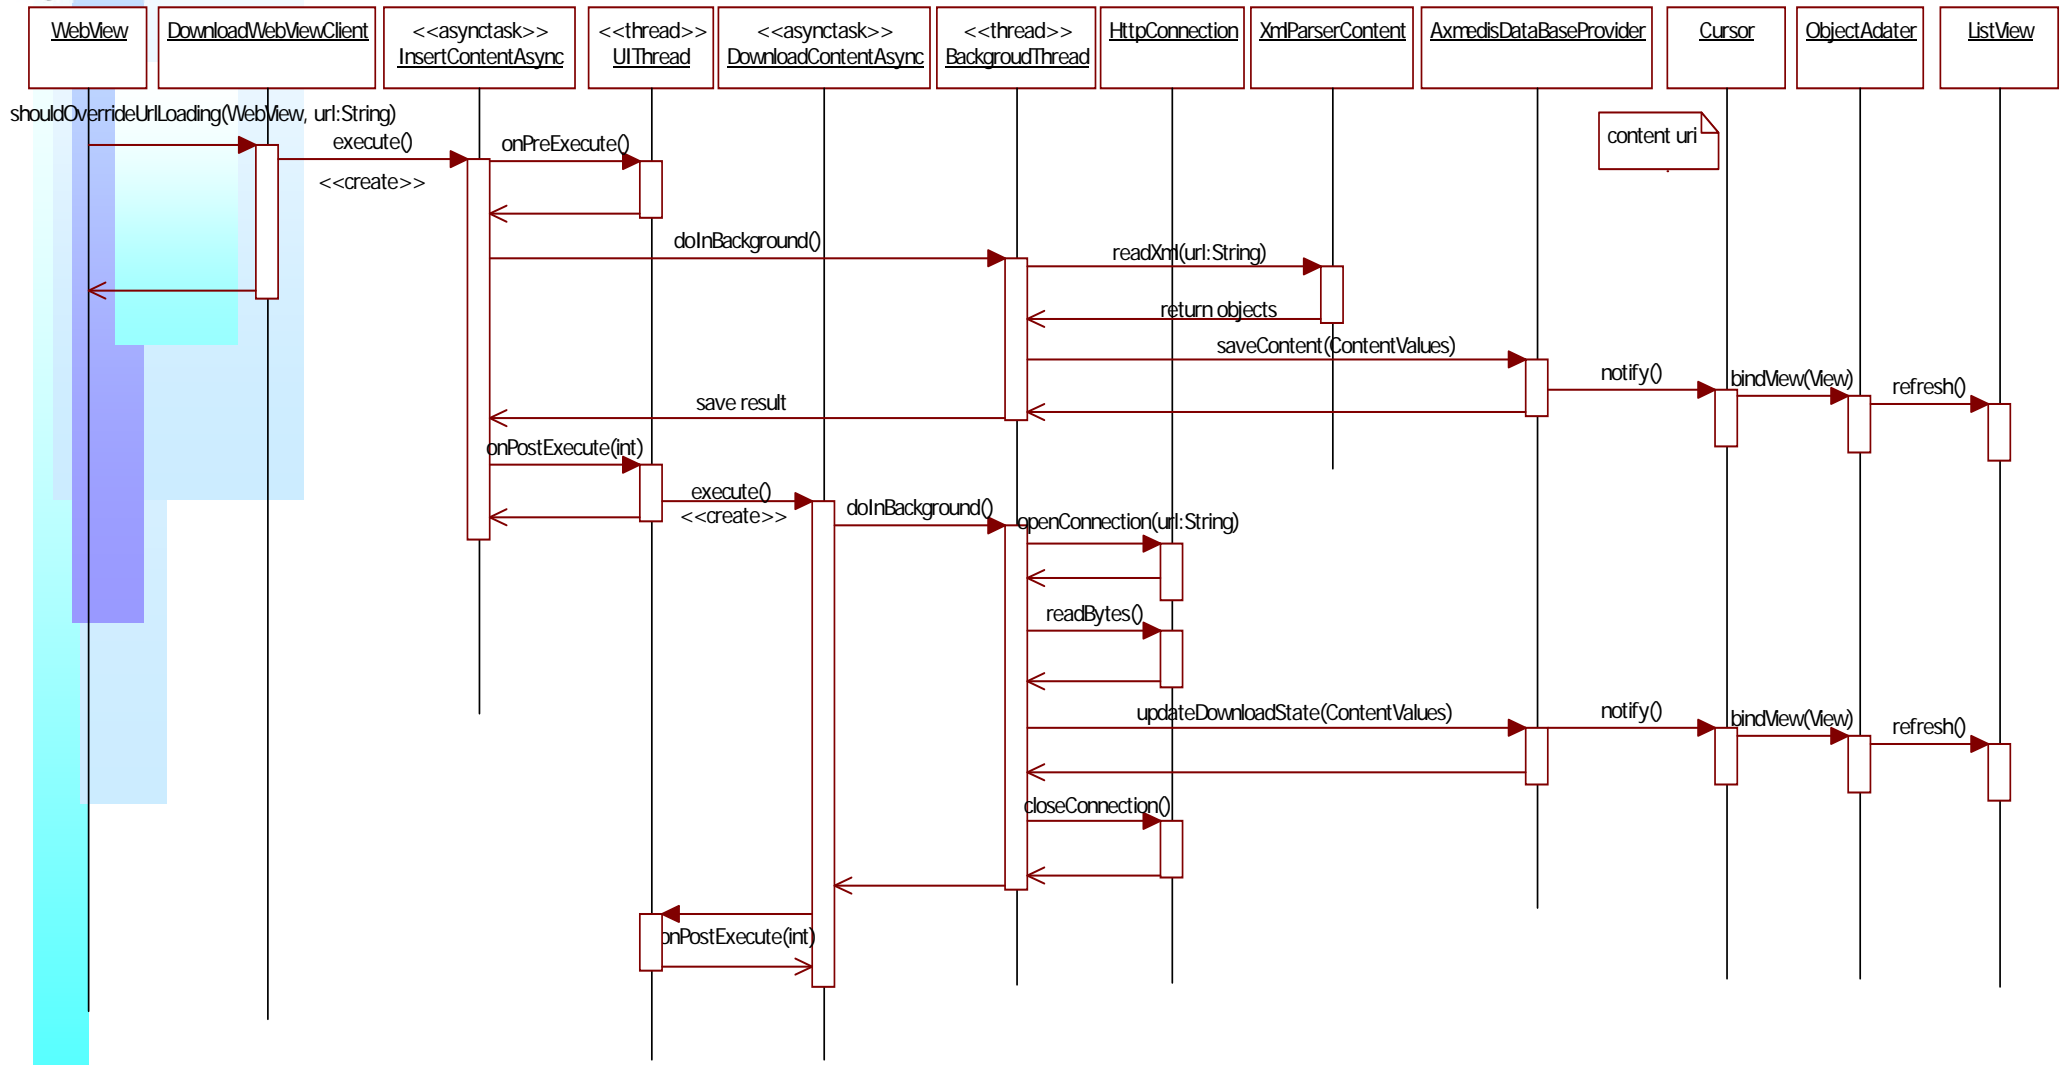 WebView
DownloadWebViewClient
<<asynctask>>
InsertContentAsync
<<thread>>
UIThread
<<asynctask>>
DownloadContentAsync
<<thread>>
BackgroudThread
HttpConnection
XmlParserContent
AxmedisDataBaseProvider
Cursor
ObjectAdater
ListView
shouldOverrideUrlLoading(WebView, url:String)
execute()
<<create>>
onPreExecute()
content uri
doInBackground()
readXml(url:String)
return objects
saveContent(ContentValues)
notify()
bindView(View)
refresh()
save result
onPostExecute(int)
execute()
<<create>>
doInBackground()
openConnection(url:String)
readBytes()
updateDownloadState(ContentValues)
notify()
bindView(View)
refresh()
closeConnection()
onPostExecute(int)